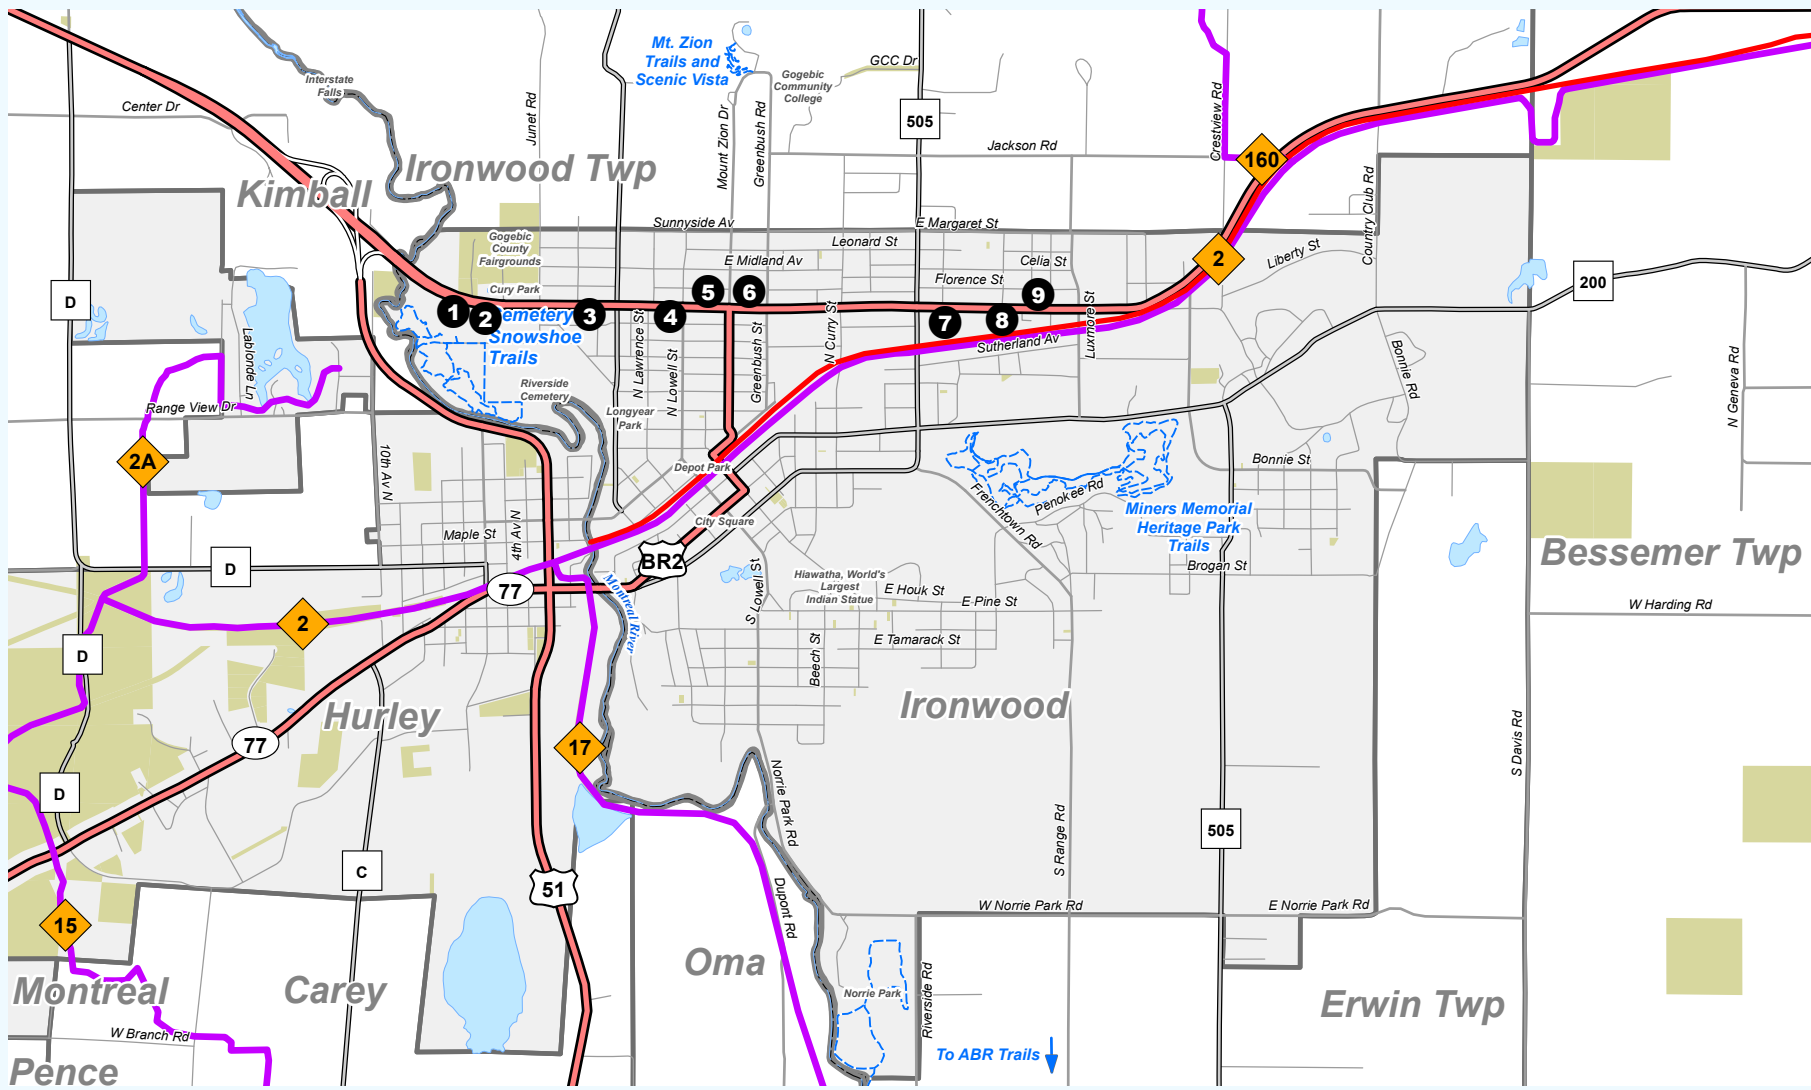 Mt. Zion
Trails and
Scenic Vista
GCC Dr
Gogebic
Community
College
Interstate
Falls
Center Dr
Junet Rd
Mount Zion Dr
Greenbush Rd
505
Jackson Rd
Crestview Rd
160
Ironwood Twp
Kimball
Country Club Rd
Sunnyside Av
E Margaret St
Gogebic
County
Fairgrounds
Leonard St
E Midland Av
Celia St
Liberty St
2
Florence St
Cury Park
D
200
1
2
3
4
5
6
7
8
9
Cemetery
Snowshoe
Trails
N Lawrence St
N Lowell St
Greenbush St
N Curry St
Luxmore St
Sutherland Av
Bonnie Rd
N Geneva Rd
Lablonde Ln
Range View Dr
Riverside
Cemetery
Longyear
Park
2A
10th Av N
Depot Park
Bonnie St
Frenchtown Rd
Penokee Rd
Miners Memorial
Heritage Park
Trails
City Square
Maple St
4th Av N
BR2
Bessemer Twp
D
77
Montreal River
S Lowell St
Hiawatha, World's
Largest
Indian Statue
E Houk St
E Pine St
Brogan St
W Harding Rd
2
D
Beech St
E Tamarack St
Hurley
Ironwood
77
17
S Davis Rd
D
Norrie Park Rd
S Range Rd
505
C
51
15
Dupont Rd
W Norrie Park Rd
E Norrie Park Rd
Montreal
Carey
Oma
Norrie Park
Riverside Rd
Erwin Twp
W Branch Rd
To ABR Trails
Pence